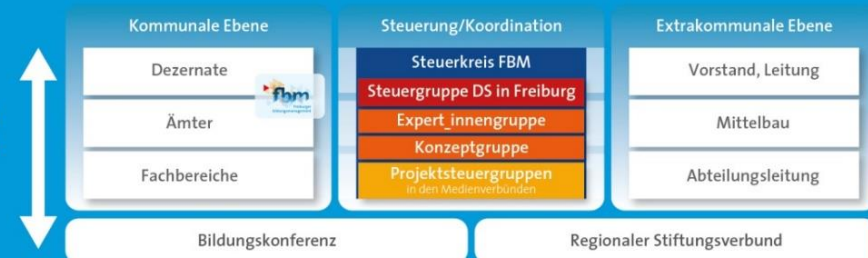 Kommunale Ebene
Dezernate
Ämter
Fachbereiche
fbm
Steuerung/Koordination
Steuerkreis FBM
Steuergruppe DS in Freiburg
Expert_innengruppe
Konzeptgruppe
Projektsteuergruppen
in den Medienverbünden
Extrakommunale Ebene
Vorstand, Leitung
Mittelbau
Abteilungsleitung
Bildungskonferenz
Regionaler Stiftungsverbund